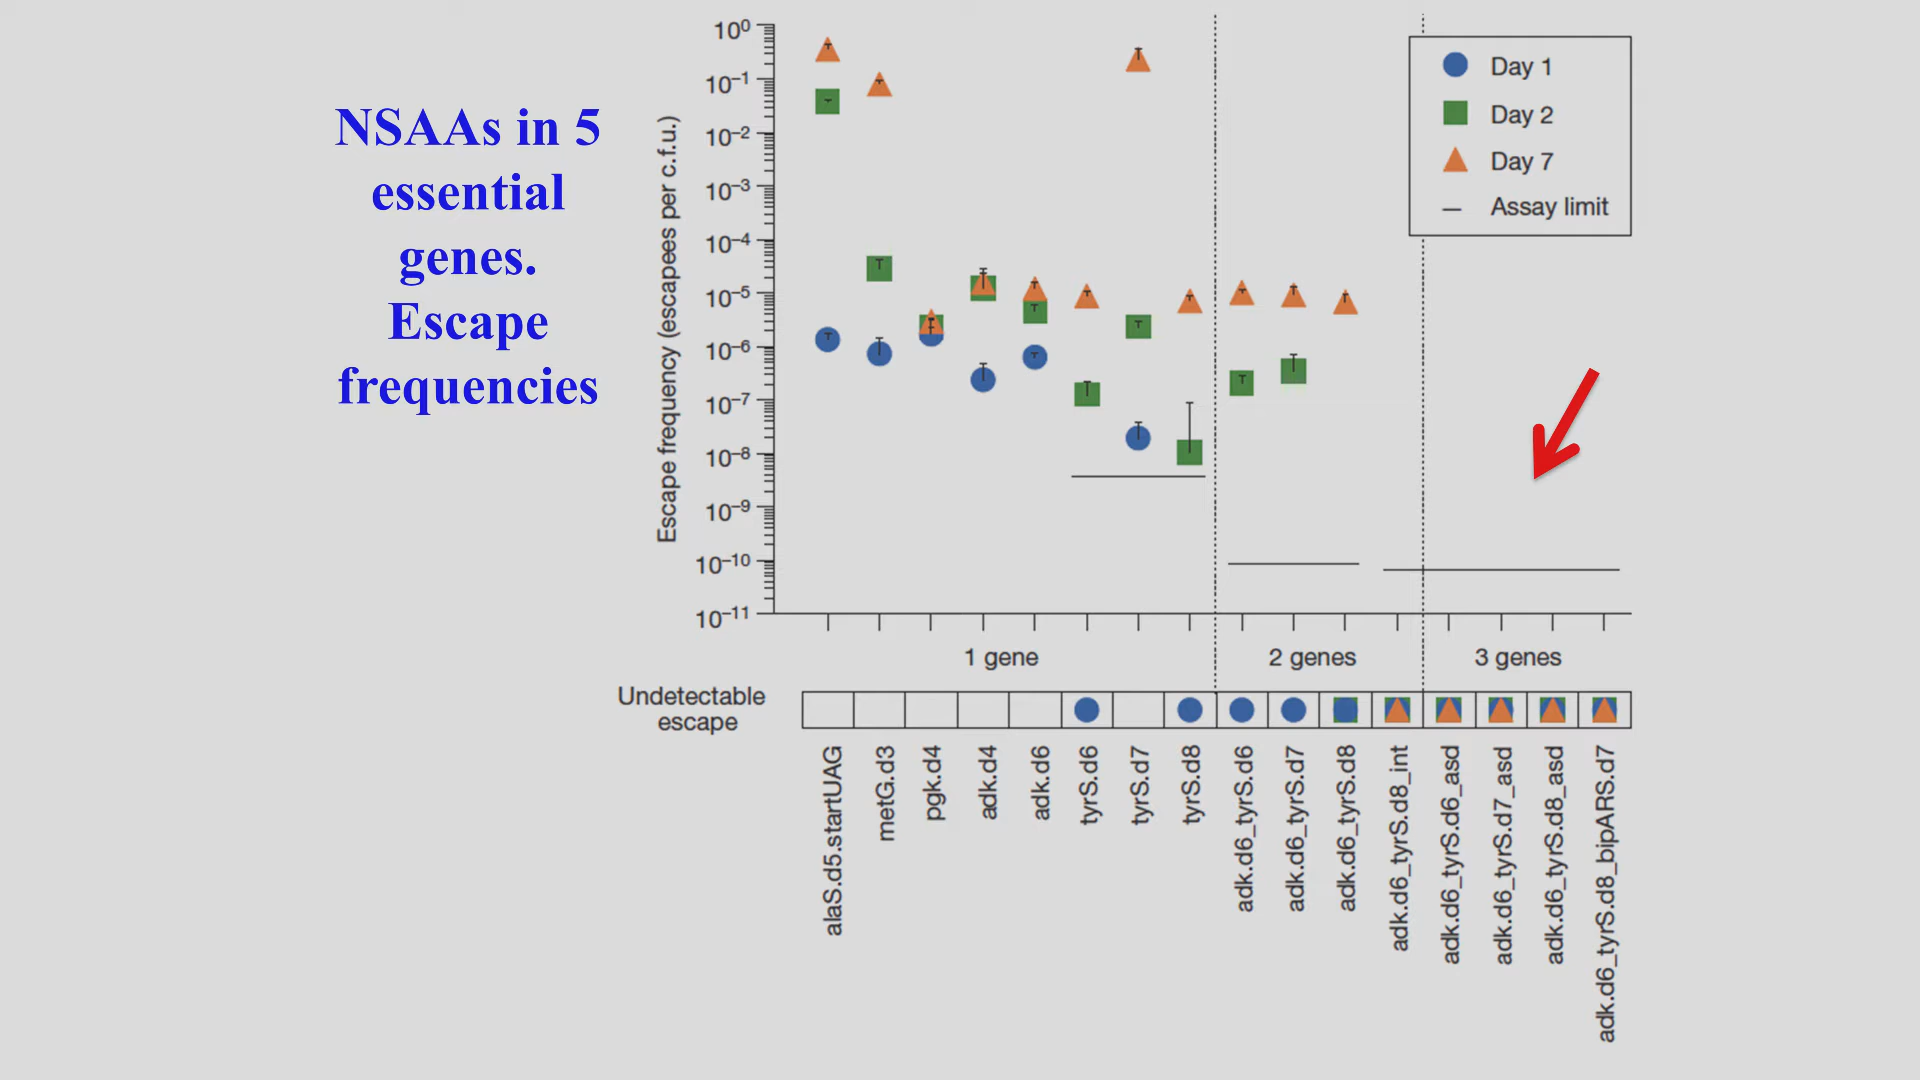 NSAAs in 5
essential
genes.
Escape
frequencies
Escape frequency (escapees per c.f.u.)
10⁰
10⁻¹
10⁻²
10⁻³
10⁻⁴
10⁻⁵
10⁻⁶
10⁻⁷
10⁻⁸
10⁻⁹
10⁻¹⁰
10⁻¹¹
Day 1
Day 2
Day 7
Assay limit
1 gene
2 genes
3 genes
Undetectable
escape
alaS.d5.startUAG
metG.d3
pgk.d4
adk.d4
adk.d6
tyrS.d6
tyrS.d7
tyrS.d8
adk.d6_tyrS.d6
adk.d6_tyrS.d7
adk.d6_tyrS.d8
adk.d6_tyrS.d8_int
adk.d6_tyrS.d6_asd
adk.d6_tyrS.d7_asd
adk.d6_tyrS.d8_asd
adk.d6_tyrS.d8_bipARS.d7